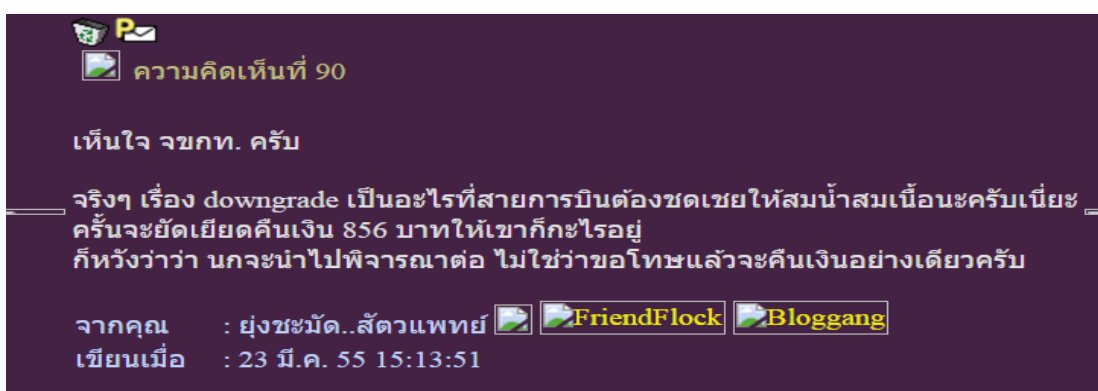 P
ความคิดเห็นที่ 90
เห็นใจ จขกท. ครับ
จริงๆ เรื่อง downgrade เป็นอะไรที่สายการบินต้องชดเชยให้สมน้ำสมเนื้อนะครับเนี่ยะ
ครั้นจะยัดเยียดคืนเงิน 856 บาทให้เขาก็กะไรอยู่
ก็หวังว่าว่า นกจะนำไปพิจารณาต่อ ไม่ใช่ว่าขอโทษแล้วจะคืนเงินอย่างเดียวครับ
จากคุณ : ยุ่งชะมัด..สัตวแพทย์ FriendFlock Bloggang
เขียนเมื่อ : 23 มี.ค. 55 15:13:51